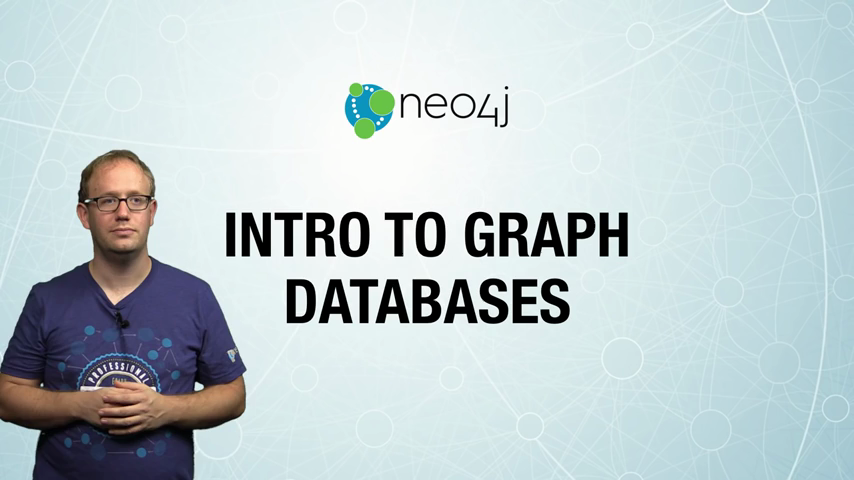 neo4j
INTRO TO GRAPH
DATABASES
PROFESSIONAL